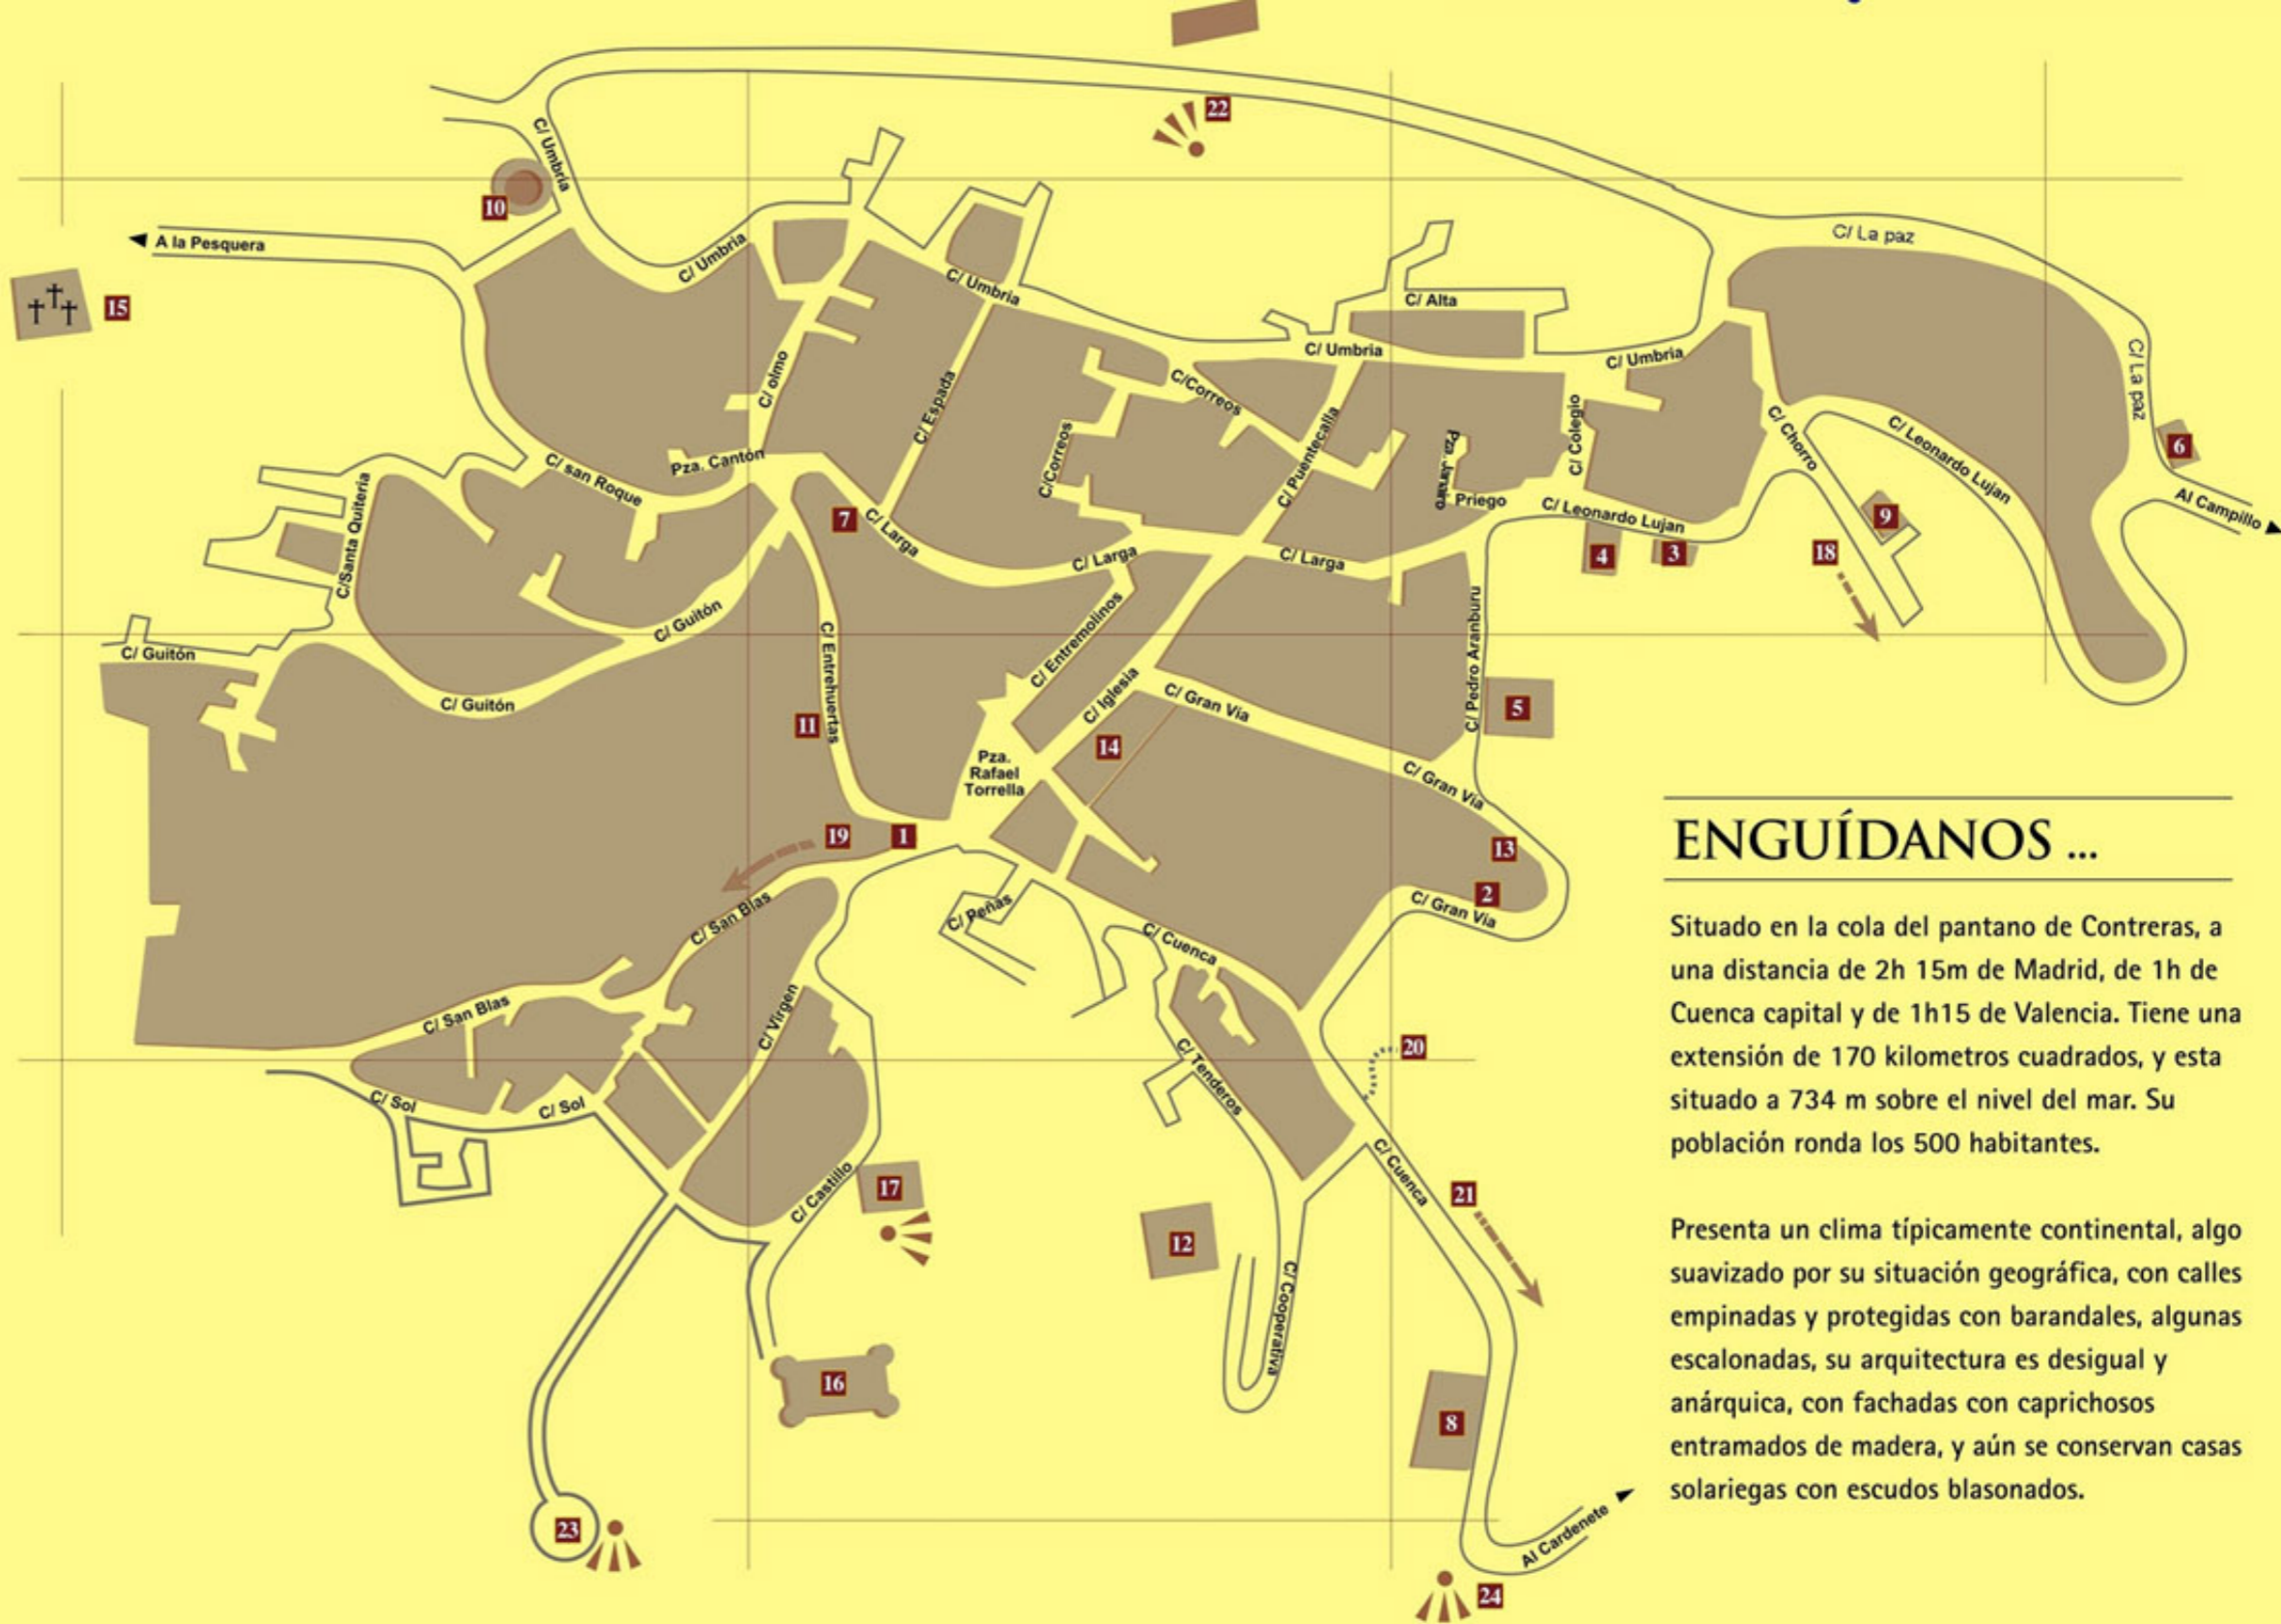 22
C/ Umbria
10
A la Pesquera
C/ La paz
C/ Umbria
C/ Umbria
15
C/ Alta
C/ Umbria
C/ Umbria
C/ La paz
C/ olmo
C/ Espada
C/Correos
C/ Colegio
C/ Chorro
C/ Leonardo Lujan
6
C/ san Roque
Pza. Cantón
C/Correos
C/ Puentecalla
Priego
C/ Leonardo Lujan
Al Campillo
C/Santa Quiteria
7
C/ Larga
C/ Larga
C/ Larga
4
3
9
18
C/ Guitón
C/ Guitón
C/ Guitón
C/ Entrehuertas
C/ Entremolinos
C/ Pedro Aranburu
C/ Iglesia
C/ Gran Via
5
11
14
Pza.
Rafael
Torrella
C/ Gran Via
19
1
13
2
C/ Gran Via
C/ San Blas
C/ Peñas
C/ Cuenca
C/ San Blas
C/ Virgen
20
C/ Tenderos
C/ Sol
C/ Sol
C/ Cuenca
C/ Castillo
17
21
12
C/ Cooperativa
16
8
23
Al Cardenete
24
ENGUÍDANOS ...
Situado en la cola del pantano de Contreras, a
una distancia de 2h 15m de Madrid, de 1h de
Cuenca capital y de 1h15 de Valencia. Tiene una
extensión de 170 kilometros cuadrados, y esta
situado a 734 m sobre el nivel del mar. Su
población ronda los 500 habitantes.
Presenta un clima típicamente continental, algo
suavizado por su situación geográfica, con calles
empinadas y protegidas con barandales, algunas
escalonadas, su arquitectura es desigual y
anárquica, con fachadas con caprichosos
entramados de madera, y aún se conservan casas
solariegas con escudos blasonados.